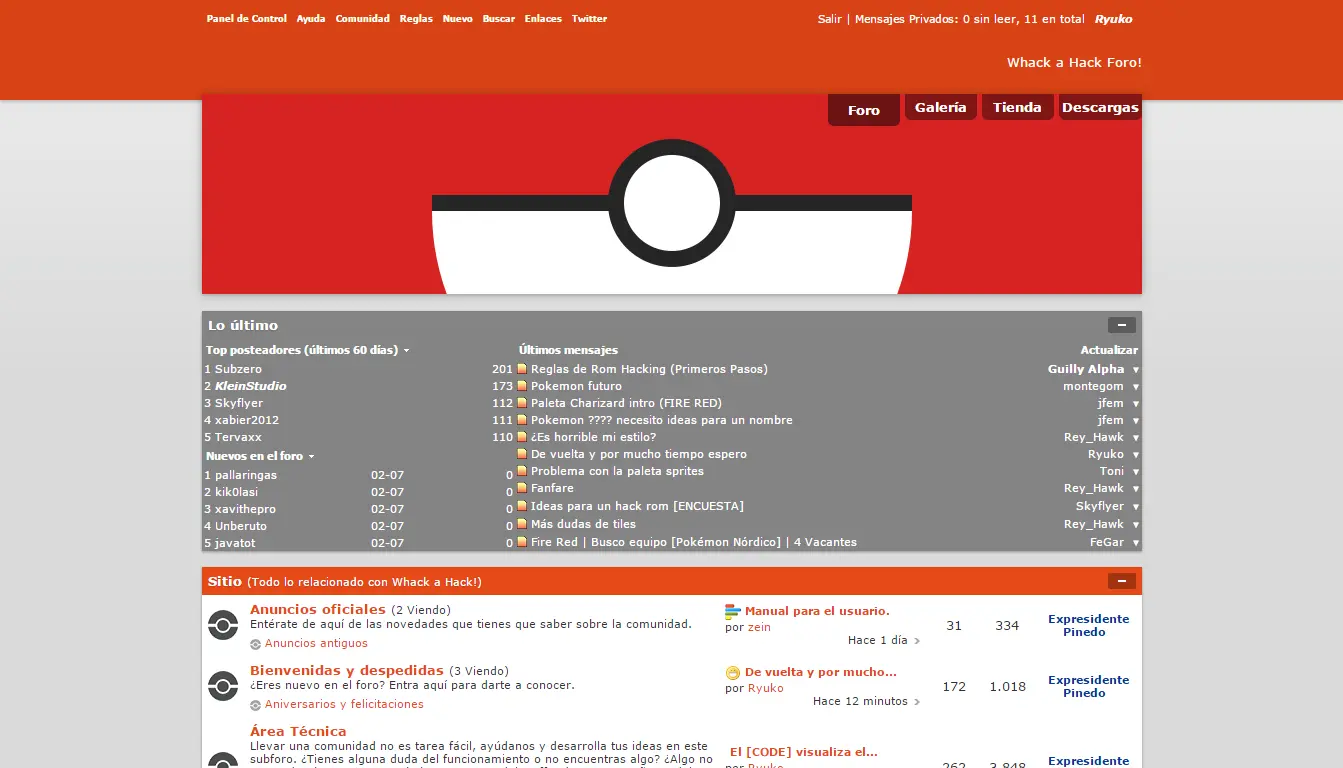 Panel de Control Ayuda Comunidad Reglas Nuevo Buscar Enlaces Twitter
Salir | Mensajes Privados: 0 sin leer, 11 en total Ryuko
Whack a Hack Foro!
Foro Galería Tienda Descargas
Lo último
Top posteadores (últimos 60 días) Últimos mensajes Actualizar
1 Subzero 201 Reglas de Rom Hacking (Primeros Pasos) Guilly Alpha
2 KleinStudio 173 Pokemon futuro montegom
3 Skyflyer 112 Paleta Charizard intro (FIRE RED) jfem
4 xabier2012 111 Pokemon ???? necesito ideas para un nombre jfem
5 Tervaxx 110 ¿Es horrible mi estilo? Rey_Hawk
Nuevos en el foro De vuelta y por mucho tiempo espero Ryuko
1 pallaringas 02-07 0 Problema con la paleta sprites Toni
2 kik0lasi 02-07 0 Fanfare Rey_Hawk
3 xavithepro 02-07 0 Ideas para un hack rom [ENCUESTA] Skyflyer
4 Unberuto 02-07 0 Más dudas de tiles Rey_Hawk
5 javatot 02-07 0 Fire Red | Busco equipo [Pokémon Nórdico] | 4 Vacantes FeGar
Sitio (Todo lo relacionado con Whack a Hack!)
Anuncios oficiales (2 Viendo)
Entérate de aquí de las novedades que tienes que saber sobre la comunidad.
Anuncios antiguos
Manual para el usuario.
por zein
Hace 1 día
31 334
Expresidente
Pinedo
Bienvenidas y despedidas (3 Viendo)
¿Eres nuevo en el foro? Entra aquí para darte a conocer.
Aniversarios y felicitaciones
De vuelta y por mucho...
por Ryuko
Hace 12 minutos
172 1.018
Expresidente
Pinedo
Área Técnica
Llevar una comunidad no es tarea fácil, ayúdanos y desarrolla tus ideas en este
subforo. ¿Tienes alguna duda del funcionamiento o no encuentras algo? ¿Algo no
El [CODE] visualiza el...
por Ryuko
262 3.848
Expresidente